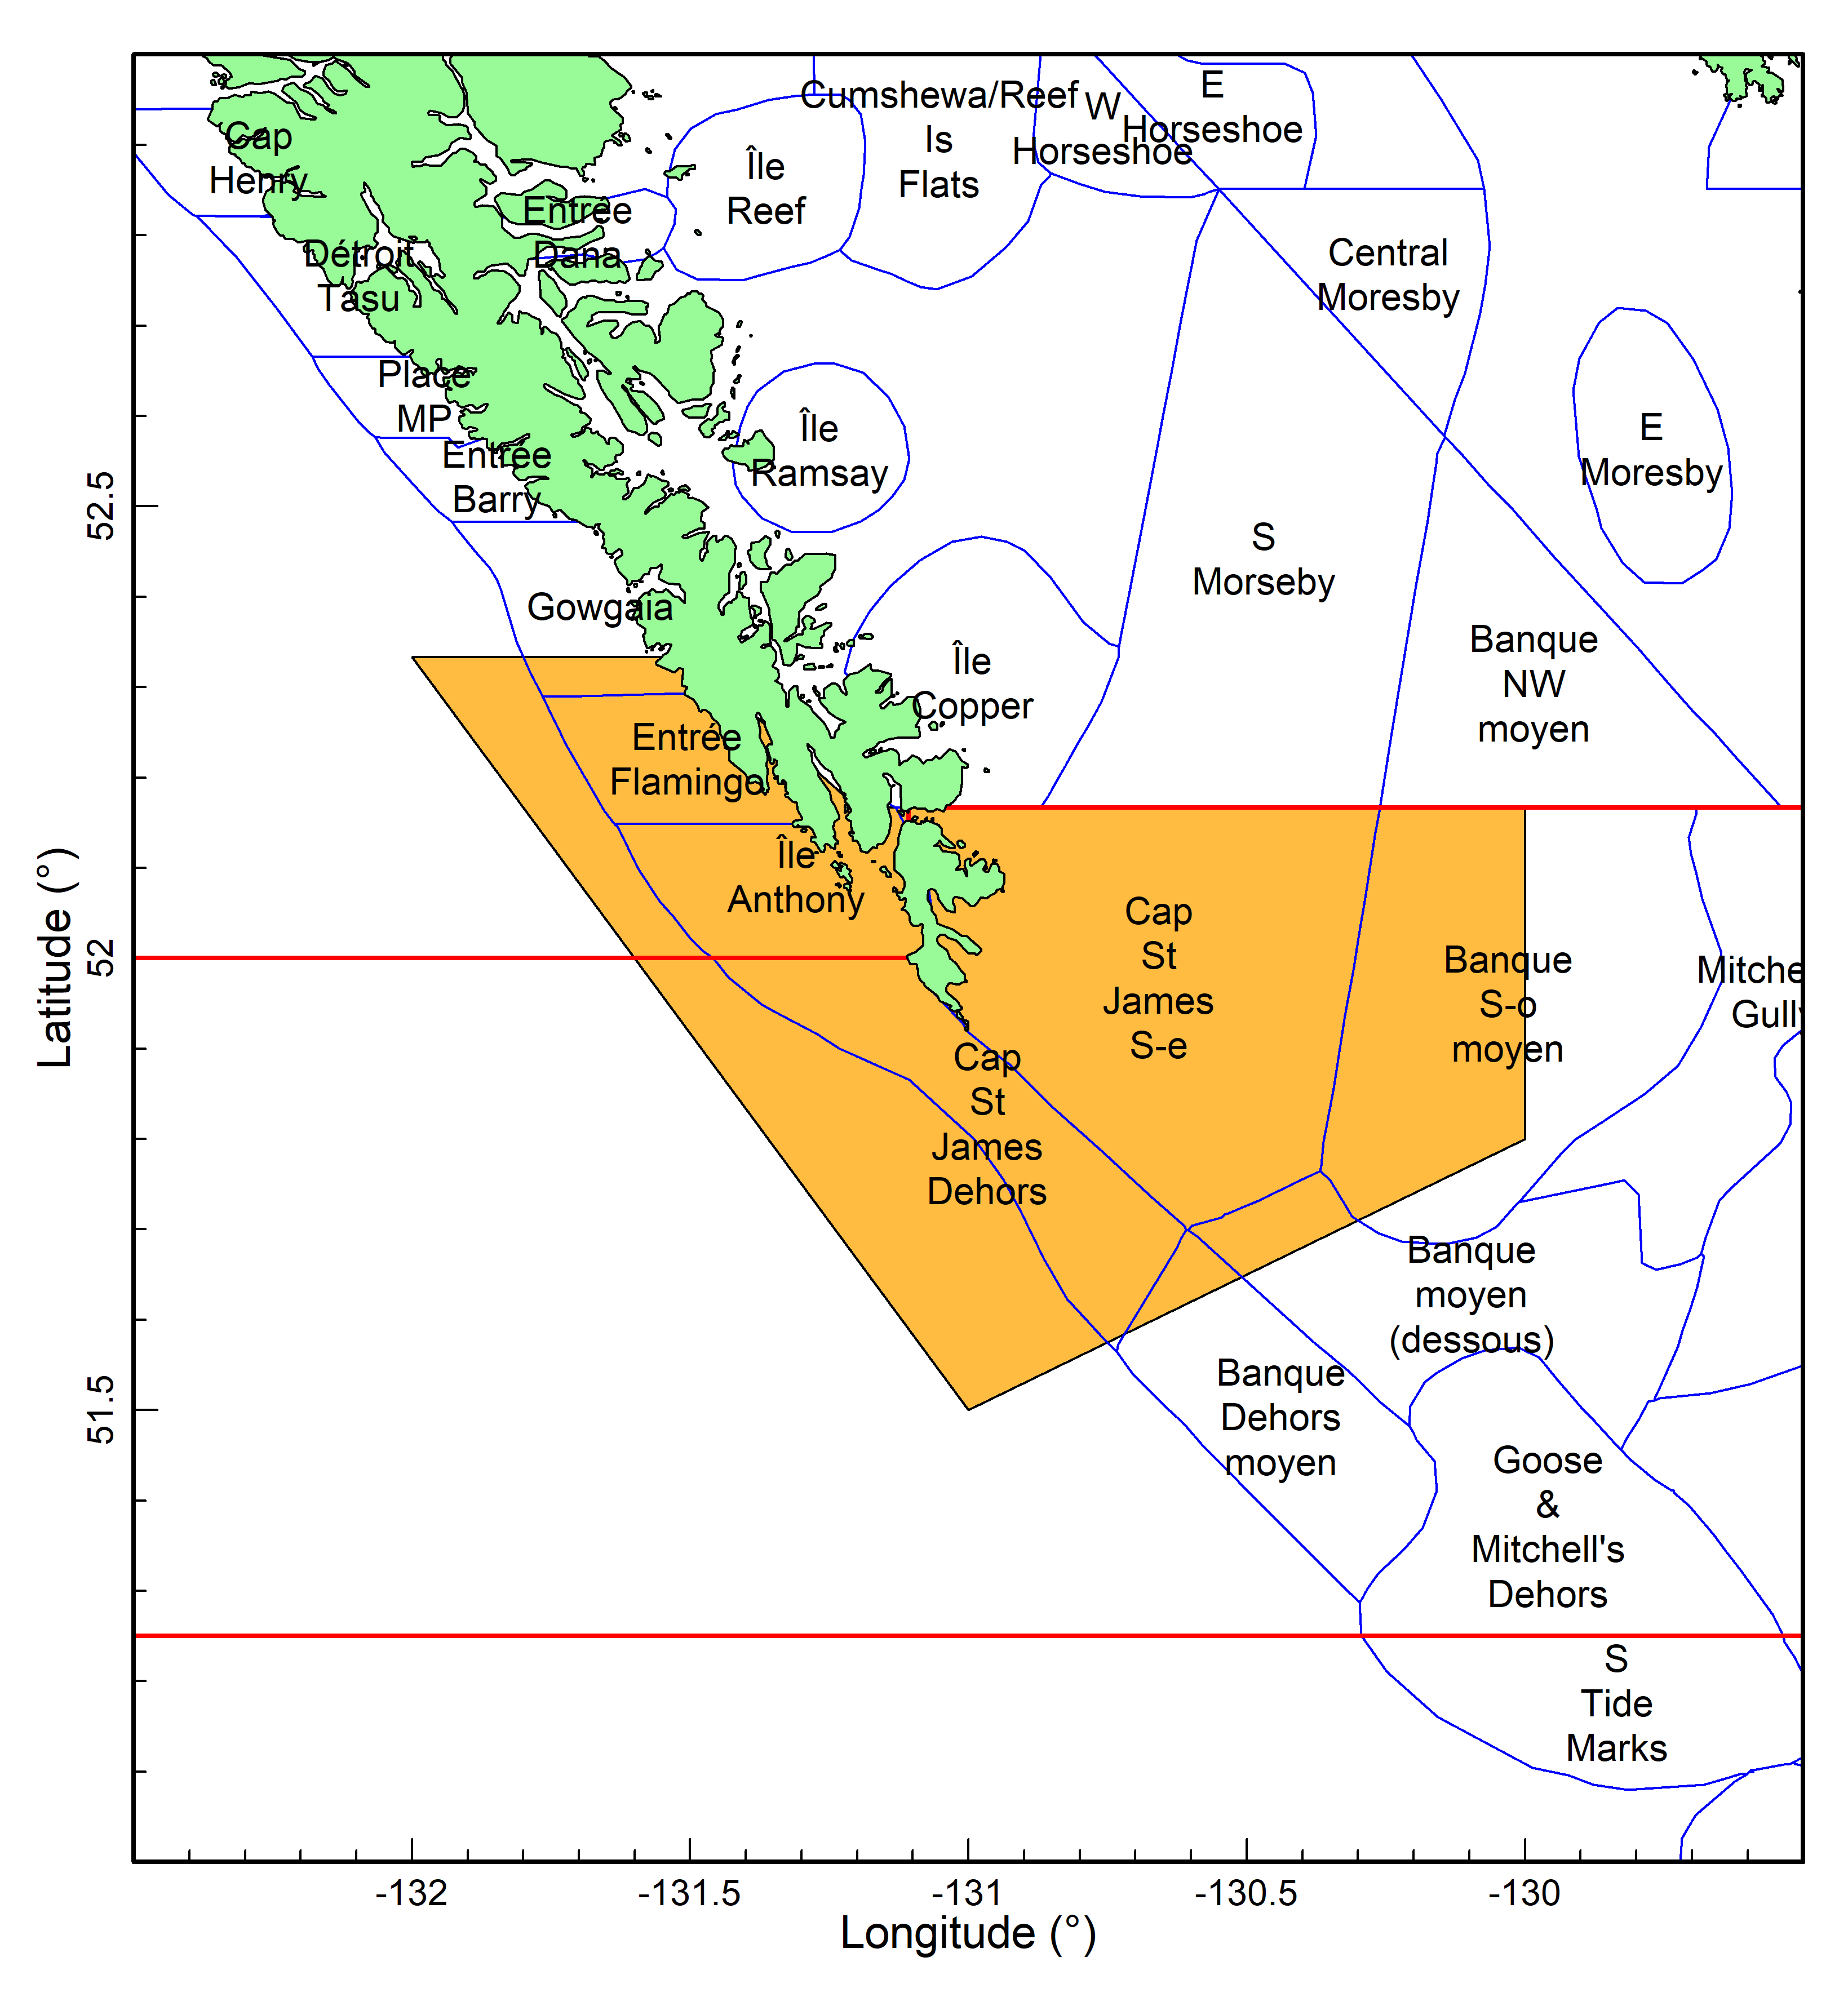 Cumshewa/Reef
Is
Flats
W
Horseshoe
E
Horseshoe
Cap
Henry
Île
Reef
Entrée
Dana
Détroit
Tasu
Central
Moresby
Place
MP
Île
Ramsay
E
Moresby
Entrée
Barry
S
Morseby
Gowgaia
Île
Copper
Banque
NW
moyen
Entrée
Flamingo
Île
Anthony
Cap
St
James
S-e
Banque
S-o
moyen
Mitche
Gully
Cap
St
James
Dehors
Banque
moyen
(dessous)
Banque
Dehors
moyen
Goose
&
Mitchell's
Dehors
S
Tide
Marks
52.5
52
51.5
Latitude (°)
-132
-131.5
-131
-130.5
-130
Longitude (°)